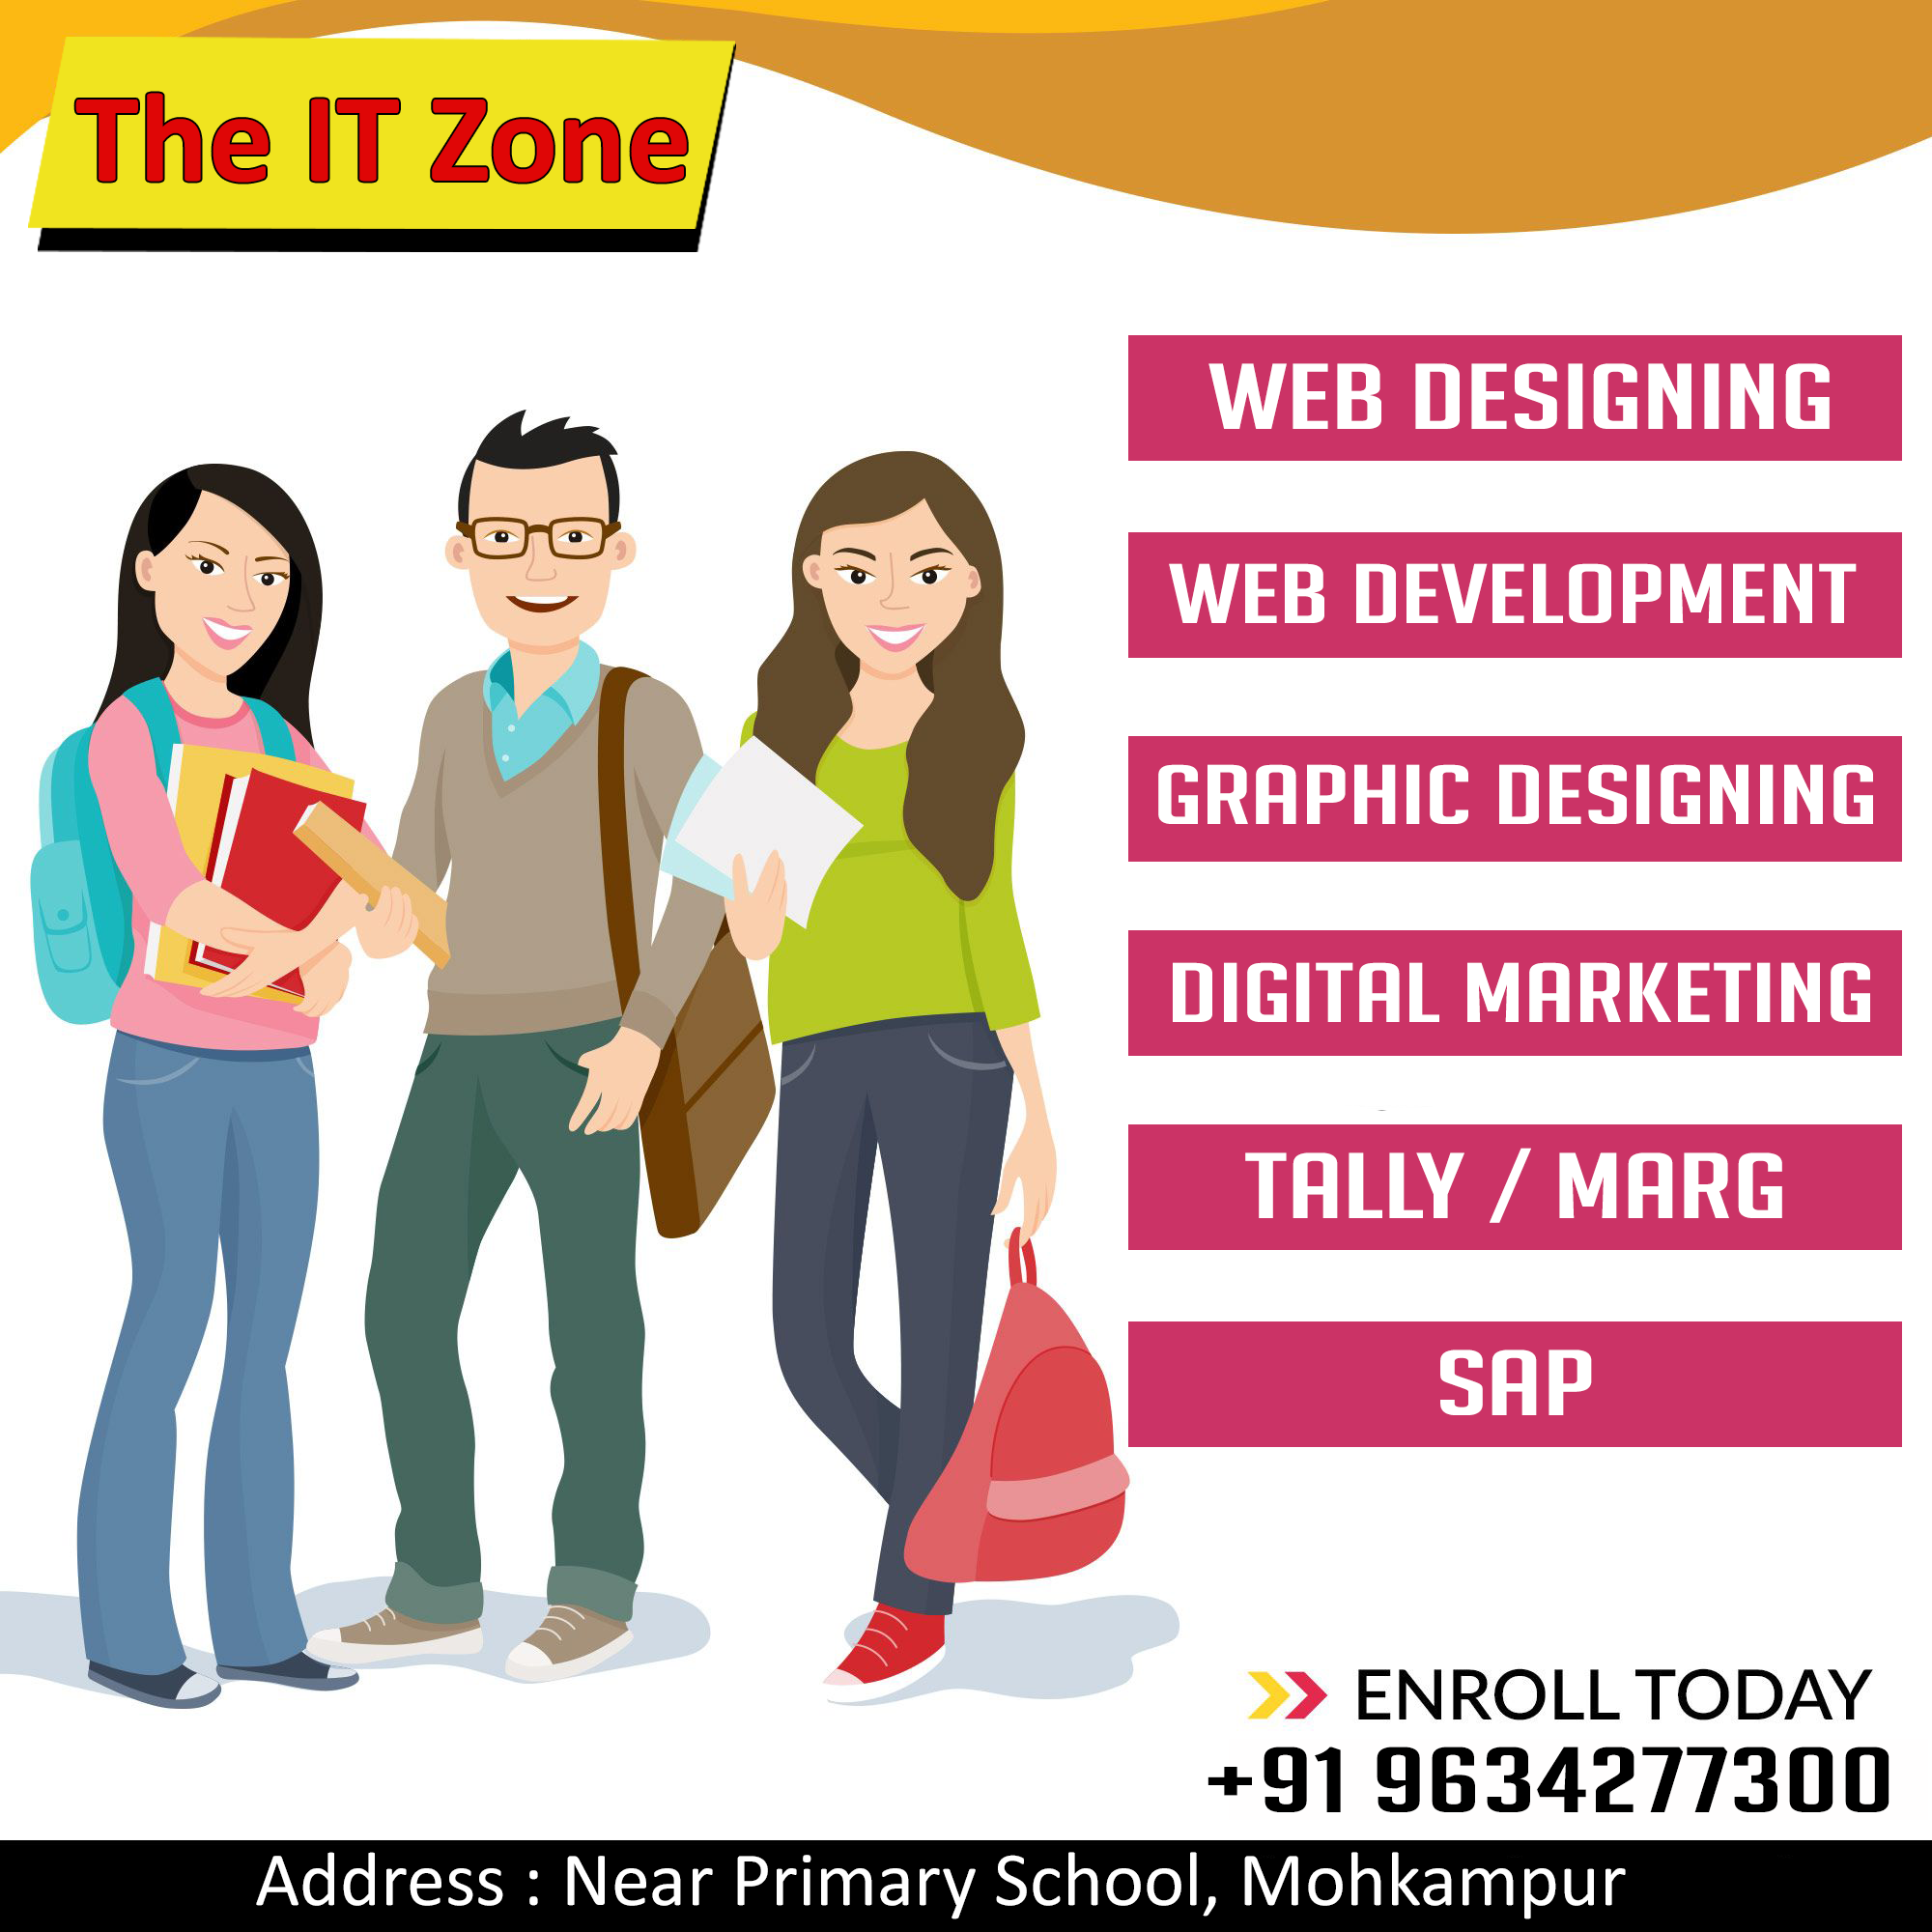 The IT Zone
WEB DESIGNING
WEB DEVELOPMENT
GRAPHIC DESIGNING
DIGITAL MARKETING
TALLY / MARG
SAP
ENROLL TODAY
+91 9634277300
Address : Near Primary School, Mohkampur